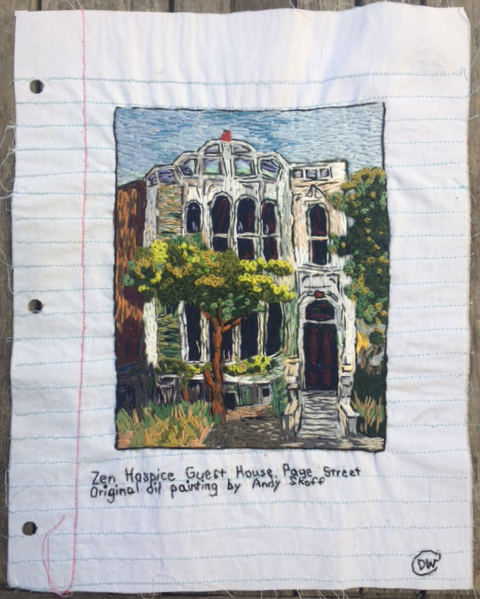 Zen Hospice Guest House, Page Street
Original oil painting by Andy Skoff
DW